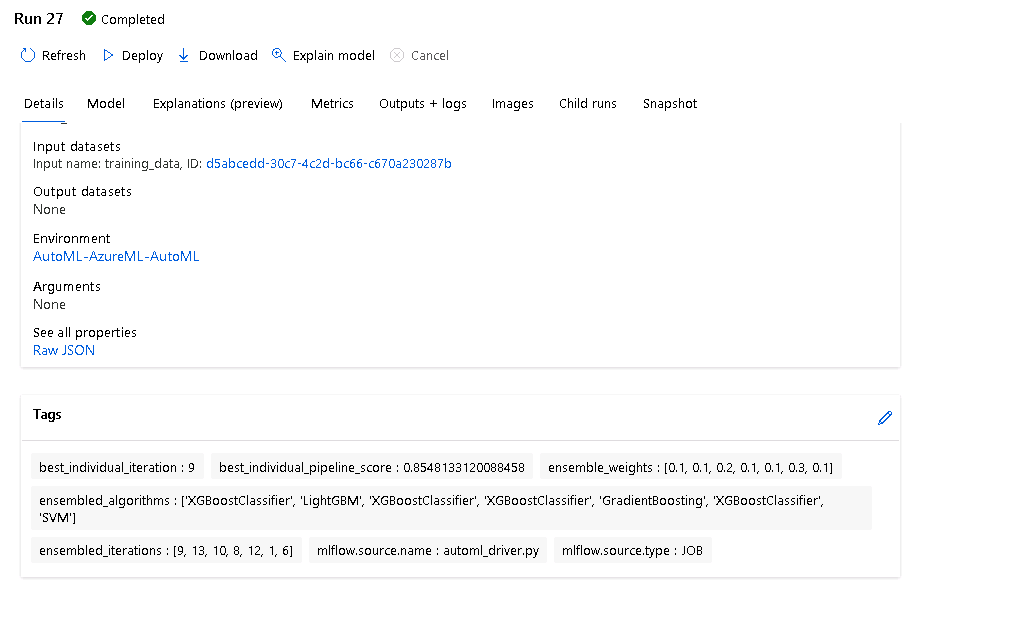 Run 27 Completed
Refresh Deploy Download Explain model Cancel
Details Model Explanations (preview) Metrics Outputs + logs Images Child runs Snapshot
Input datasets
Input name: training_data, ID: d5abcedd-30c7-4c2d-bc66-c670a230287b
Output datasets
None
Environment
AutoML-AzureML-AutoML
Arguments
None
See all properties
Raw JSON
Tags
best_individual_iteration : 9 best_individual_pipeline_score : 0.8548133120088458 ensemble_weights : [0.1, 0.1, 0.2, 0.1, 0.1, 0.3, 0.1]
ensembled_algorithms : ['XGBoostClassifier', 'LightGBM', 'XGBoostClassifier', 'XGBoostClassifier', 'GradientBoosting', 'XGBoostClassifier',
'SVM']
ensembled_iterations : [9, 13, 10, 8, 12, 1, 6] mlflow.source.name : automl_driver.py mlflow.source.type : JOB